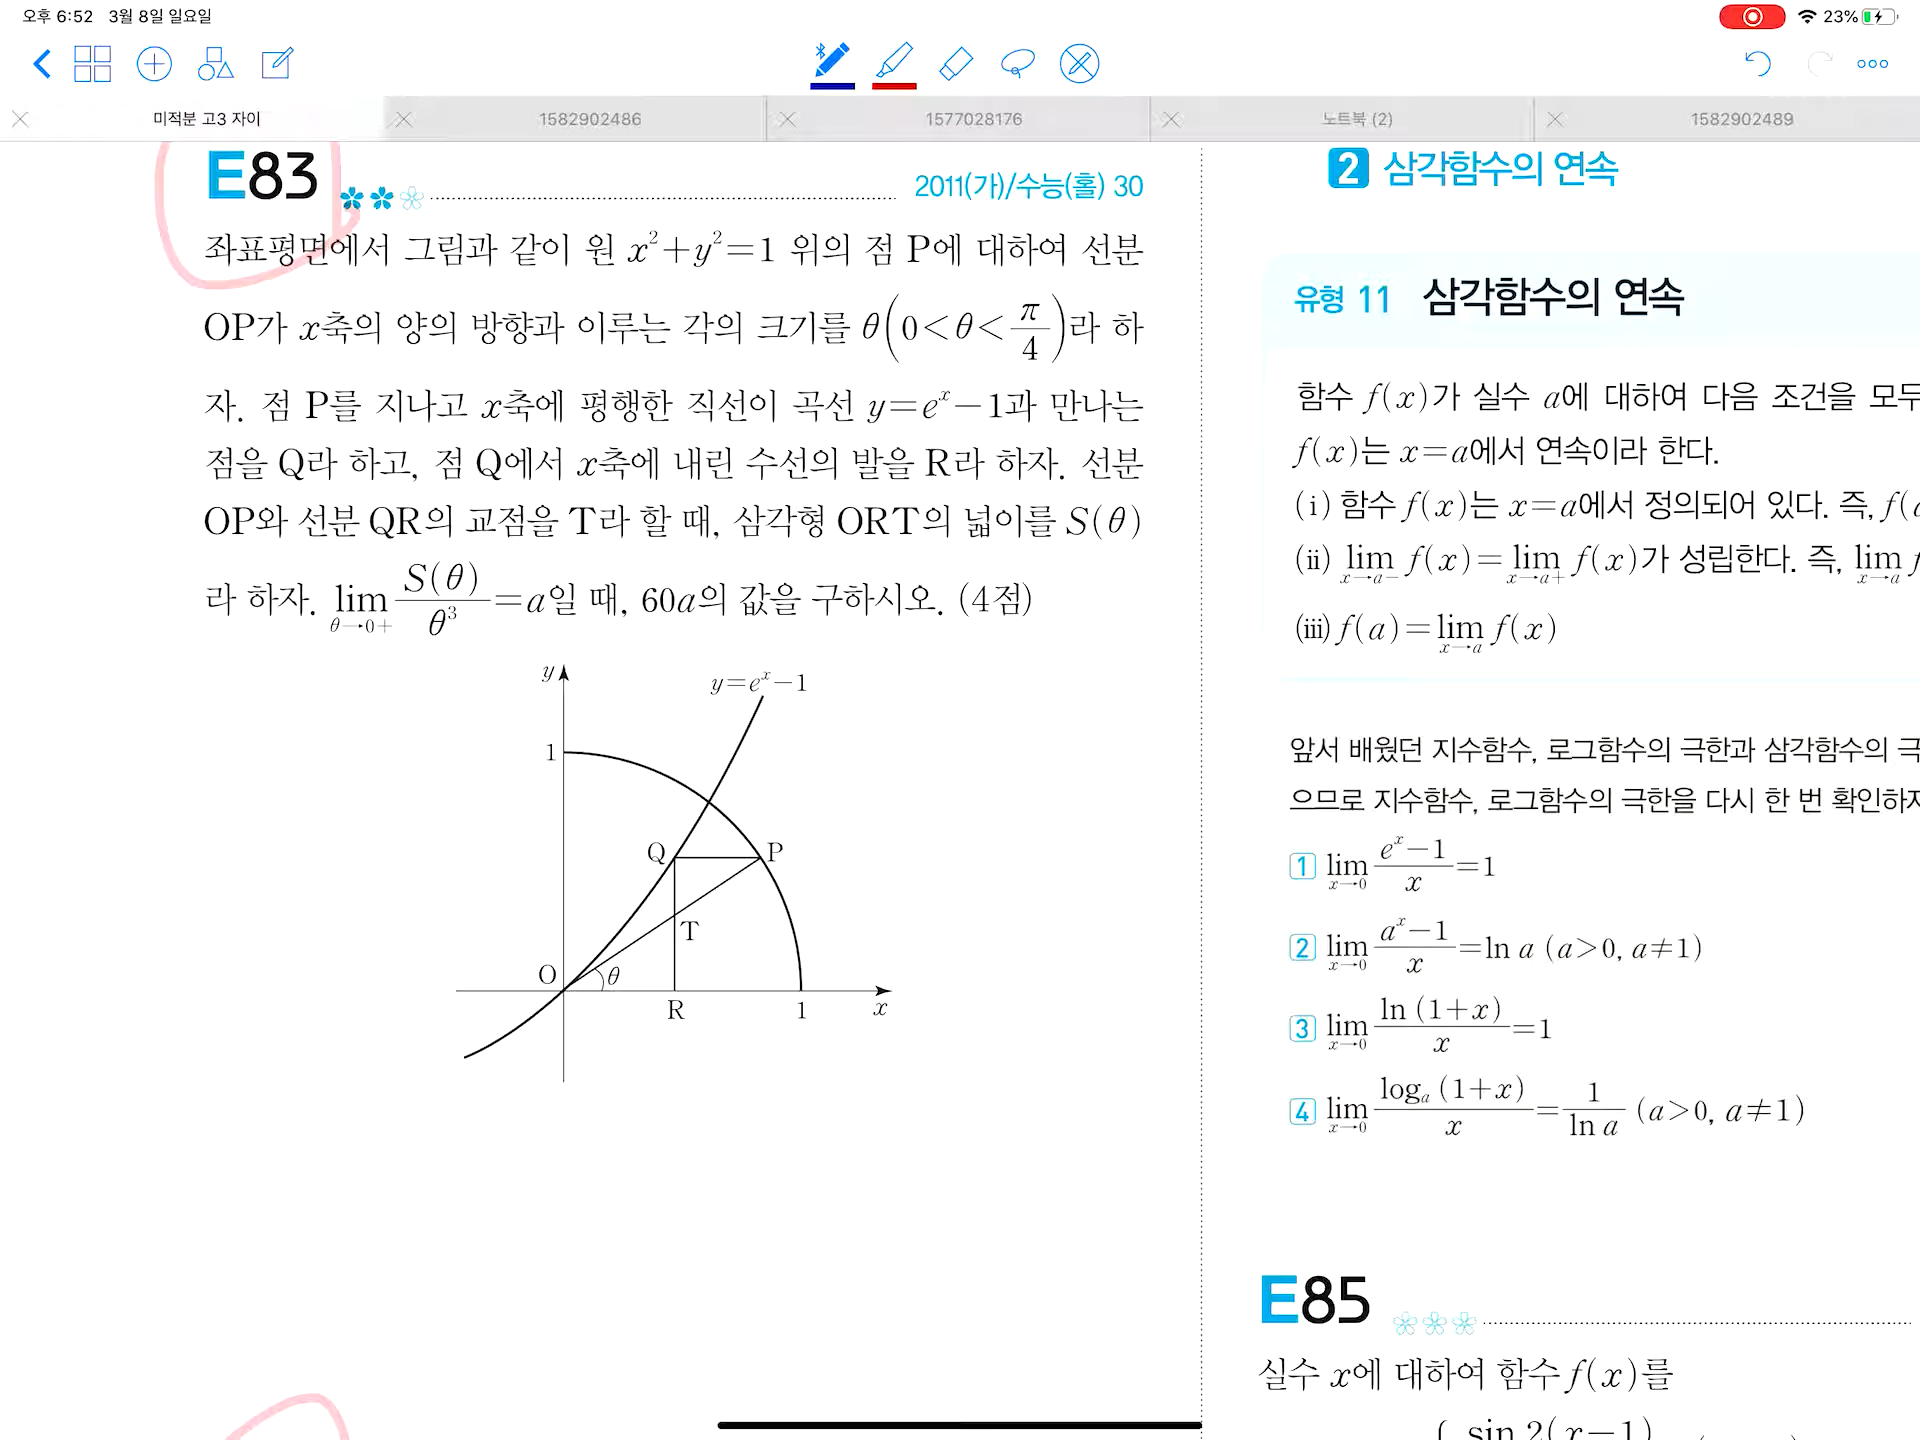 오후 6:52 3월 8일 일요일
23%
미적분 고3 자이
1582902486
1577028176
노트북 (2)
1582902489
E83
2011(가)/수능(홀) 30
좌표평면에서 그림과 같이 원 x²+y²=1 위의 점 P에 대하여 선분
OP가 x축의 양의 방향과 이루는 각의 크기를 θ(0<θ<π/4)라 하
자. 점 P를 지나고 x축에 평행한 직선이 곡선 y=eˣ-1과 만나는
점을 Q라 하고, 점 Q에서 x축에 내린 수선의 발을 R라 하자. 선분
OP와 선분 QR의 교점을 T라 할 때, 삼각형 ORT의 넓이를 S(θ)
라 하자. lim θ→0+ S(θ)/θ³=a일 때, 60a의 값을 구하시오. (4점)
y
y=eˣ-1
1
Q
P
T
O
θ
R
1
x
2 삼각함수의 연속
유형 11 삼각함수의 연속
함수 f(x)가 실수 a에 대하여 다음 조건을 모두
f(x)는 x=a에서 연속이라 한다.
(ⅰ) 함수 f(x)는 x=a에서 정의되어 있다. 즉, f(a
(ⅱ) lim x→a- f(x)=lim x→a+ f(x)가 성립한다. 즉, lim x→a f
(ⅲ) f(a)=lim x→a f(x)
앞서 배웠던 지수함수, 로그함수의 극한과 삼각함수의 극
으므로 지수함수, 로그함수의 극한을 다시 한 번 확인하자
1 lim x→0 (eˣ-1)/x=1
2 lim x→0 (aˣ-1)/x=ln a (a>0, a≠1)
3 lim x→0 ln (1+x)/x=1
4 lim x→0 logₐ (1+x)/x=1/ln a (a>0, a≠1)
E85
실수 x에 대하여 함수 f(x)를
sin 2(x-1)